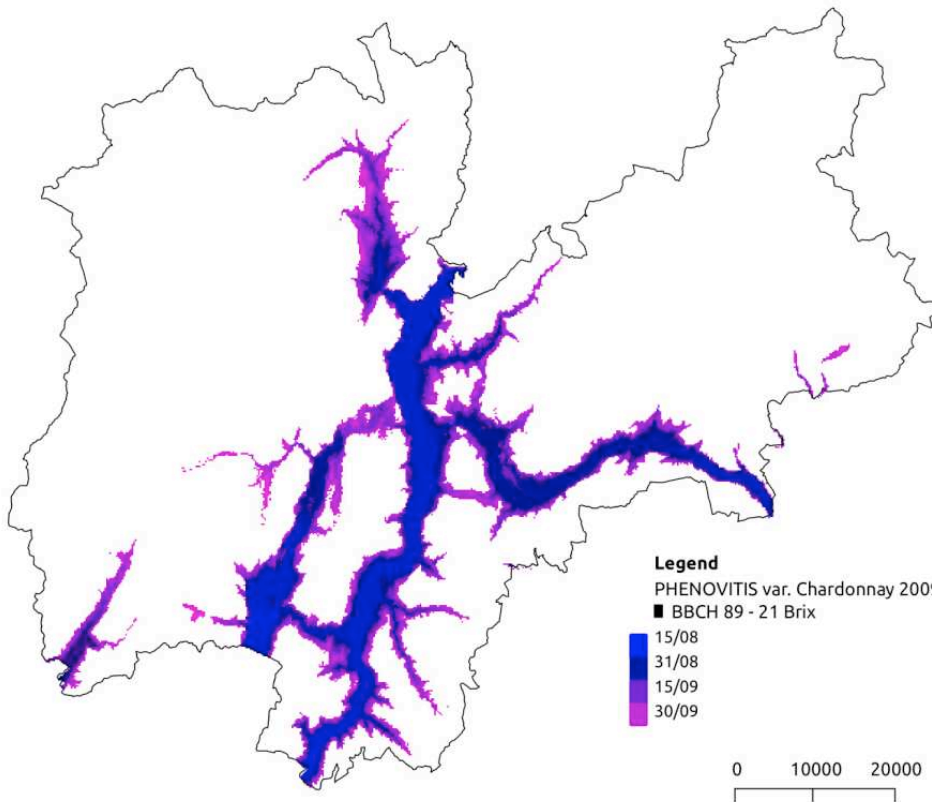 Legend
PHENOVITIS var. Chardonnay 2009
BBCH 89 - 21 Brix
15/08
31/08
15/09
30/09
0 10000 20000